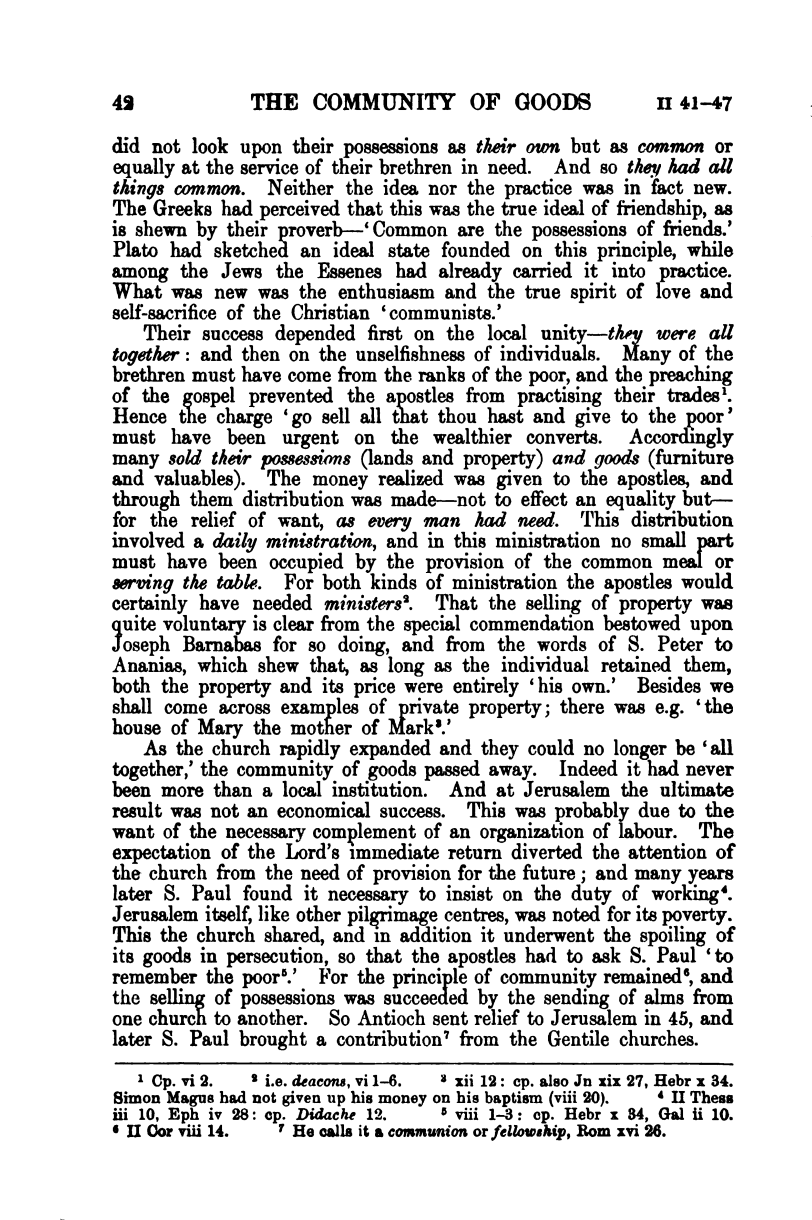 42 THE COMMUNITY OF GOODS II 41–47
did not look upon their possessions as their own but as common or
equally at the service of their brethren in need. And so they had all
things common. Neither the idea nor the practice was in fact new.
The Greeks had perceived that this was the true ideal of friendship, as
is shewn by their proverb—‘Common are the possessions of friends.’
Plato had sketched an ideal state founded on this principle, while
among the Jews the Essenes had already carried it into practice.
What was new was the enthusiasm and the true spirit of love and
self-sacrifice of the Christian ‘communists.’
Their success depended first on the local unity—they were all
together: and then on the unselfishness of individuals. Many of the
brethren must have come from the ranks of the poor, and the preaching
of the gospel prevented the apostles from practising their trades¹.
Hence the charge ‘go sell all that thou hast and give to the poor’
must have been urgent on the wealthier converts. Accordingly
many sold their possessions (lands and property) and goods (furniture
and valuables). The money realized was given to the apostles, and
through them distribution was made—not to effect an equality but—
for the relief of want, as every man had need. This distribution
involved a daily ministration, and in this ministration no small part
must have been occupied by the provision of the common meal or
serving the table. For both kinds of ministration the apostles would
certainly have needed ministers². That the selling of property was
quite voluntary is clear from the special commendation bestowed upon
Joseph Barnabas for so doing, and from the words of S. Peter to
Ananias, which shew that, as long as the individual retained them,
both the property and its price were entirely ‘his own.’ Besides we
shall come across examples of private property; there was e.g. ‘the
house of Mary the mother of Mark³.’
As the church rapidly expanded and they could no longer be ‘all
together,’ the community of goods passed away. Indeed it had never
been more than a local institution. And at Jerusalem the ultimate
result was not an economical success. This was probably due to the
want of the necessary complement of an organization of labour. The
expectation of the Lord's immediate return diverted the attention of
the church from the need of provision for the future; and many years
later S. Paul found it necessary to insist on the duty of working⁴.
Jerusalem itself, like other pilgrimage centres, was noted for its poverty.
This the church shared, and in addition it underwent the spoiling of
its goods in persecution, so that the apostles had to ask S. Paul ‘to
remember the poor⁵.’ For the principle of community remained⁶, and
the selling of possessions was succeeded by the sending of alms from
one church to another. So Antioch sent relief to Jerusalem in 45, and
later S. Paul brought a contribution⁷ from the Gentile churches.
¹ Cp. vi 2. ² i.e. deacons, vi 1–6. ³ xii 12: cp. also Jn xix 27, Hebr x 34.
Simon Magus had not given up his money on his baptism (viii 20). ⁴ II Thess
iii 10, Eph iv 28: cp. Didache 12. ⁵ viii 1–3: cp. Hebr x 34, Gal ii 10.
⁶ II Cor viii 14. ⁷ He calls it a communion or fellowship, Rom xvi 26.